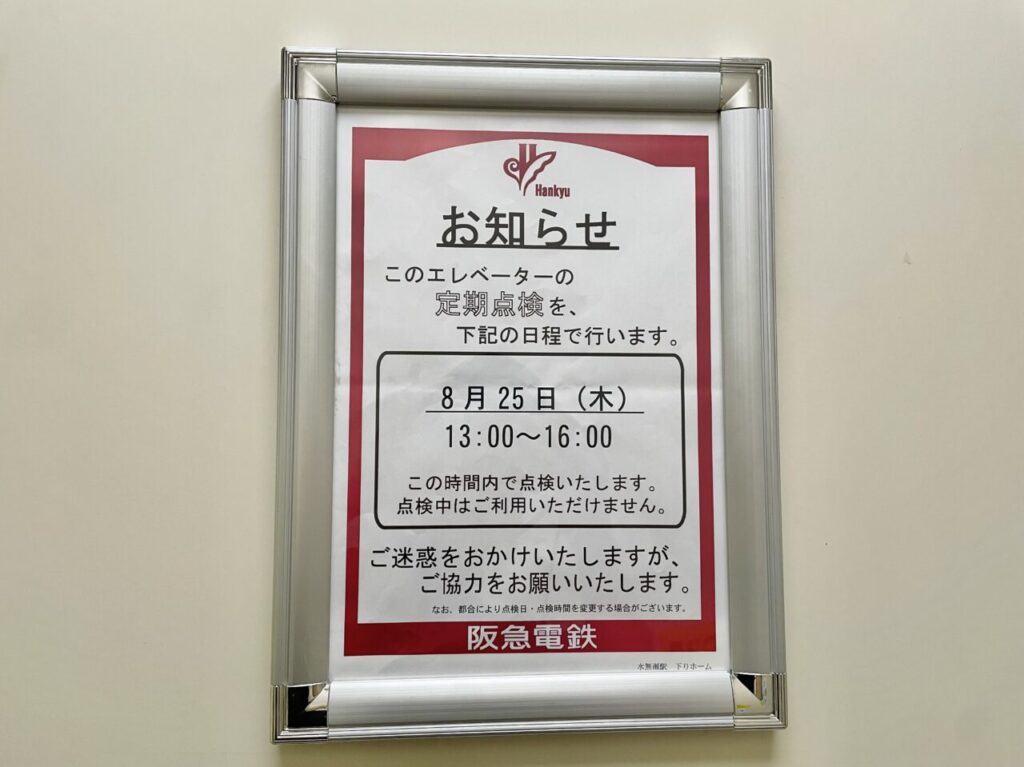 Hankyu
お知らせ
このエレベーターの
定期点検を、
下記の日程で行います。
8月25日（木）
13:00～16:00
この時間内で点検いたします。
点検中はご利用いただけません。
ご迷惑をおかけいたしますが、
ご協力をお願いいたします。
なお、都合により点検日・点検時間を変更する場合がございます。
阪急電鉄
水無瀬駅　下りホーム